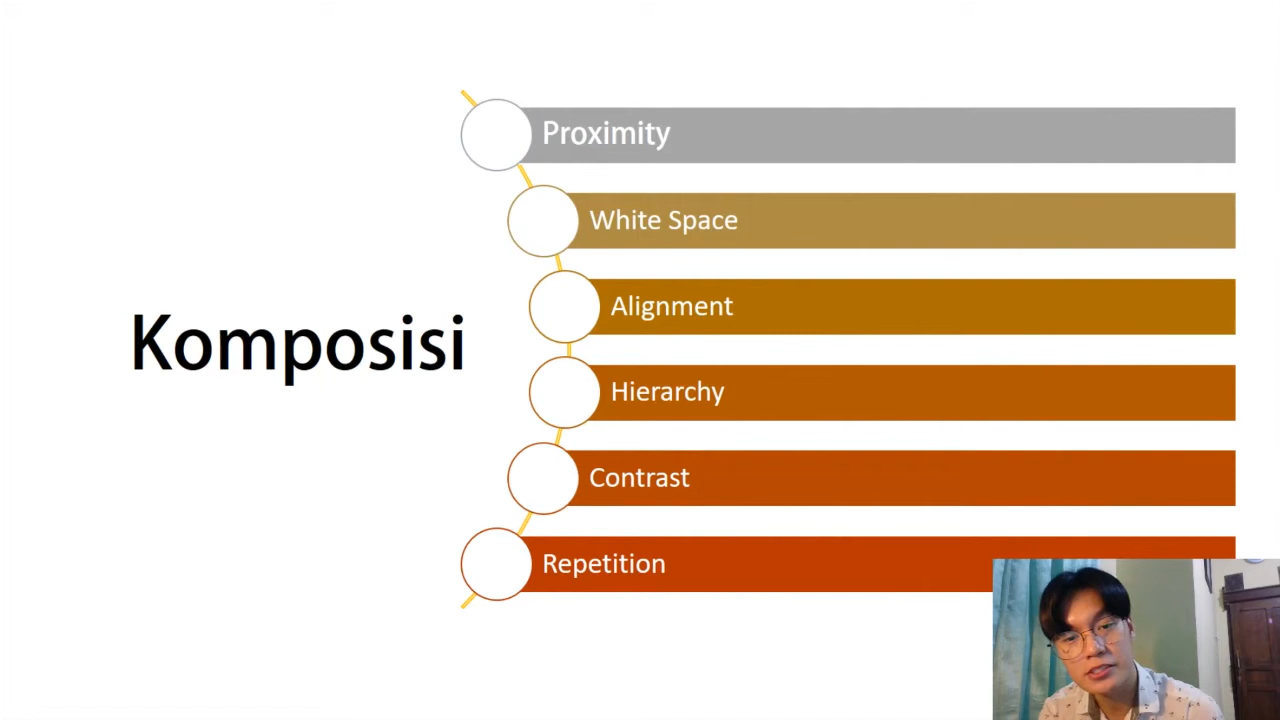 Komposisi
Proximity
White Space
Alignment
Hierarchy
Contrast
Repetition